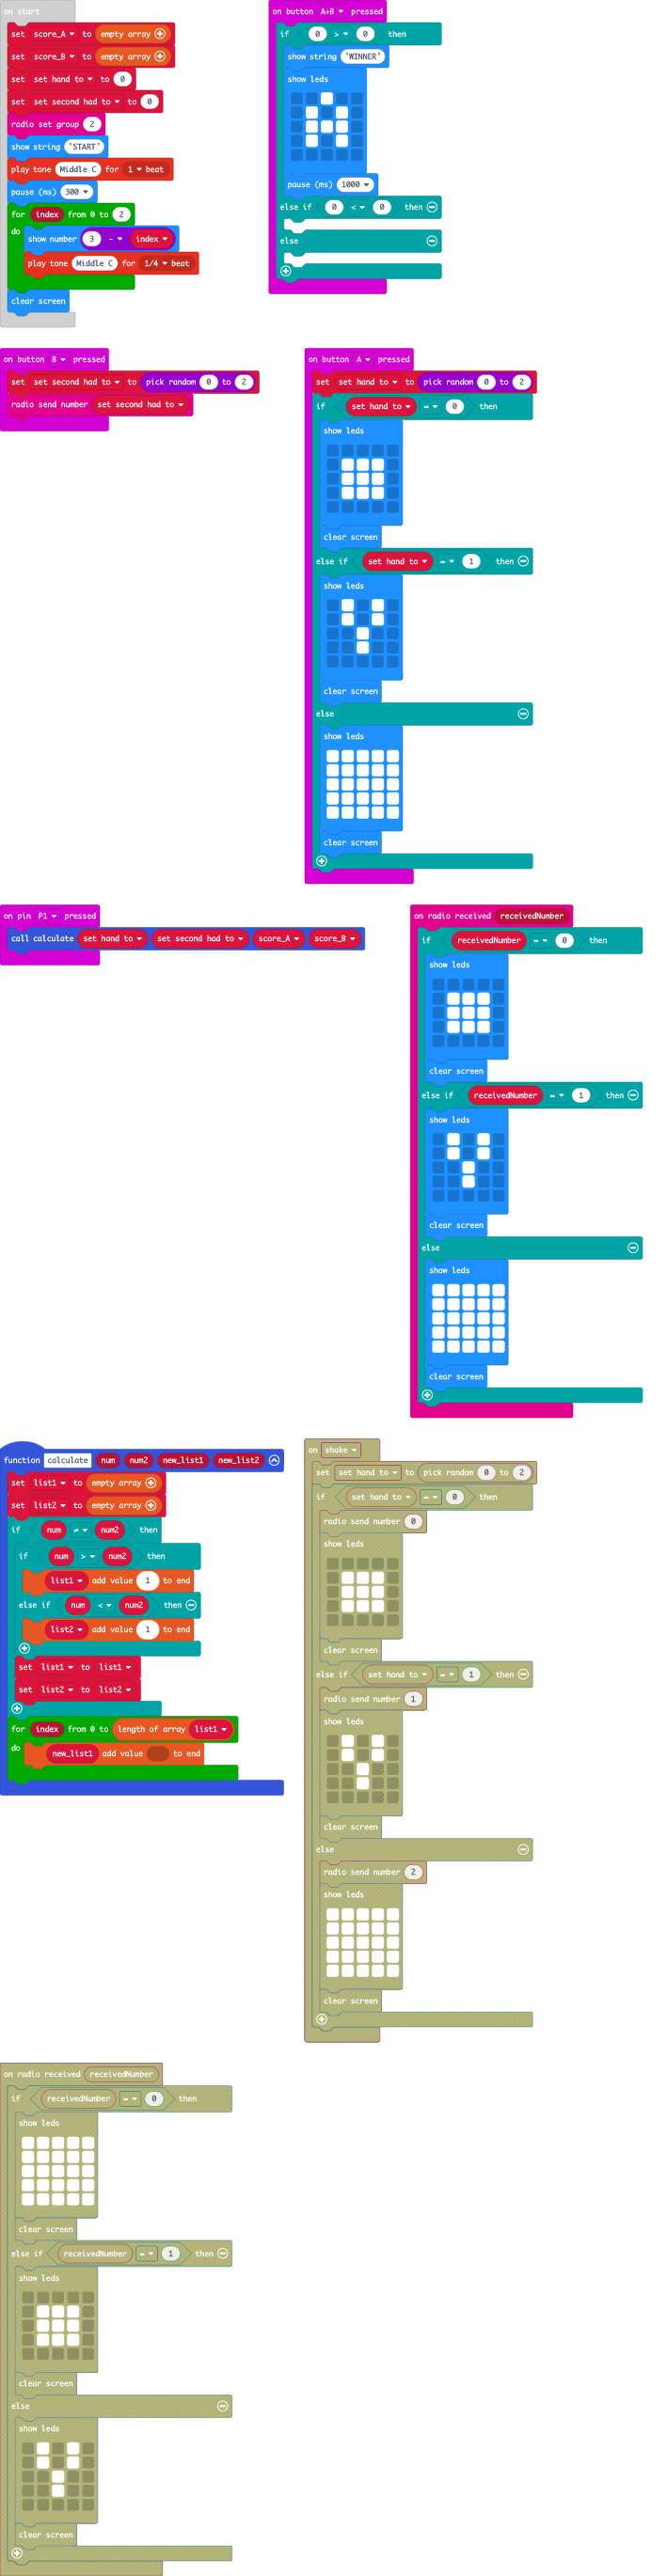 on start
set score_A to empty array
set score_B to empty array
set set hand to to 0
set set second had to to 0
radio set group 2
show string "START"
play tone Middle C for 1 beat
pause (ms) 300
for index from 0 to 2
do show number 3 - index
play tone Middle C for 1/4 beat
clear screen
on button A+B pressed
if 0 > 0 then
show string "WINNER"
show leds
pause (ms) 1000
else if 0 < 0 then
else
on button B pressed
set set second had to to pick random 0 to 2
radio send number set second had to
on button A pressed
set set hand to to pick random 0 to 2
if set hand to = 0 then
show leds
clear screen
else if set hand to = 1 then
show leds
clear screen
else
show leds
clear screen
on pin P1 pressed
call calculate set hand to set second had to score_A score_B
on radio received receivedNumber
if receivedNumber = 0 then
show leds
clear screen
else if receivedNumber = 1 then
show leds
clear screen
else
show leds
clear screen
function calculate num num2 new_list1 new_list2
set list1 to empty array
set list2 to empty array
if num ≠ num2 then
if num > num2 then
list1 add value 1 to end
else if num < num2 then
list2 add value 1 to end
set list1 to list1
set list2 to list2
for index from 0 to length of array list1
do new_list1 add value to end
on shake
set set hand to to pick random 0 to 2
if set hand to = 0 then
radio send number 0
show leds
clear screen
else if set hand to = 1 then
radio send number 1
show leds
clear screen
else
radio send number 2
show leds
clear screen
on radio received receivedNumber
if receivedNumber = 0 then
show leds
clear screen
else if receivedNumber = 1 then
show leds
clear screen
else
show leds
clear screen